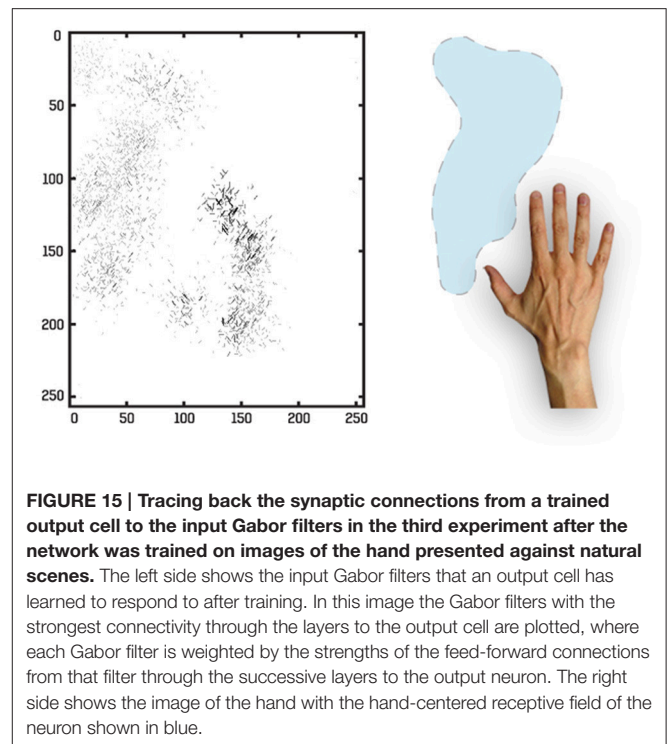 0
50
100
150
200
250
0 50 100 150 200 250
FIGURE 15 | Tracing back the synaptic connections from a trained
output cell to the input Gabor filters in the third experiment after the
network was trained on images of the hand presented against natural
scenes. The left side shows the input Gabor filters that an output cell has
learned to respond to after training. In this image the Gabor filters with the
strongest connectivity through the layers to the output cell are plotted, where
each Gabor filter is weighted by the strengths of the feed-forward connections
from that filter through the successive layers to the output neuron. The right
side shows the image of the hand with the hand-centered receptive field of the
neuron shown in blue.